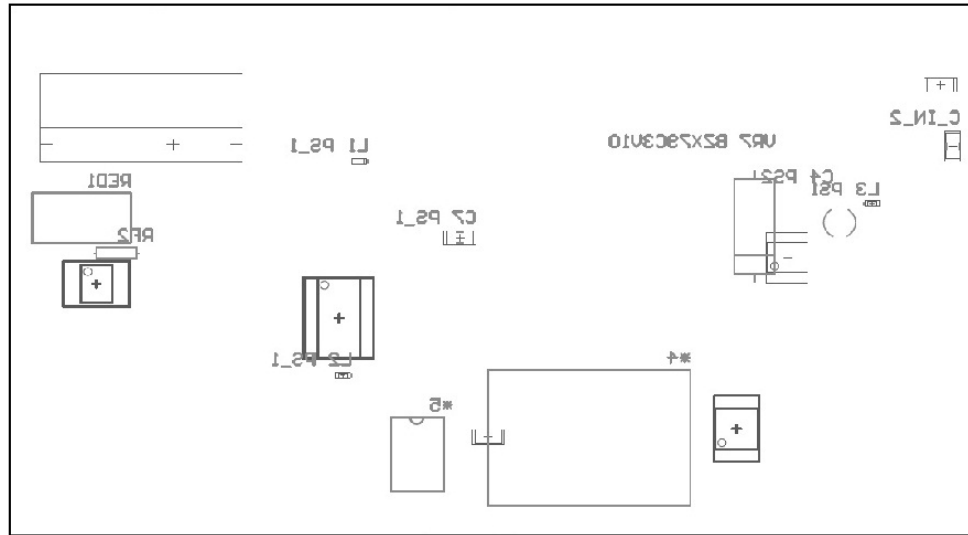 C_IN_2
L1 PS_1
VR7 BZX79C3V10
C4 PS2
L3 PS1
RED1
C7 PS_1
RF2
L2 PS_1
*4
*5